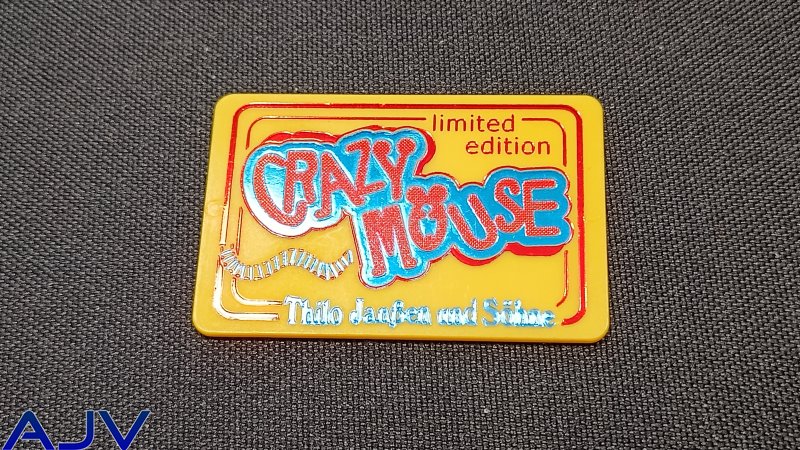 limited
edition
CRAZY
MOUSE
Thilo Janßen und Söhne
AJV